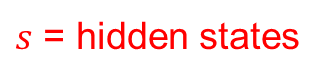 s = hidden states